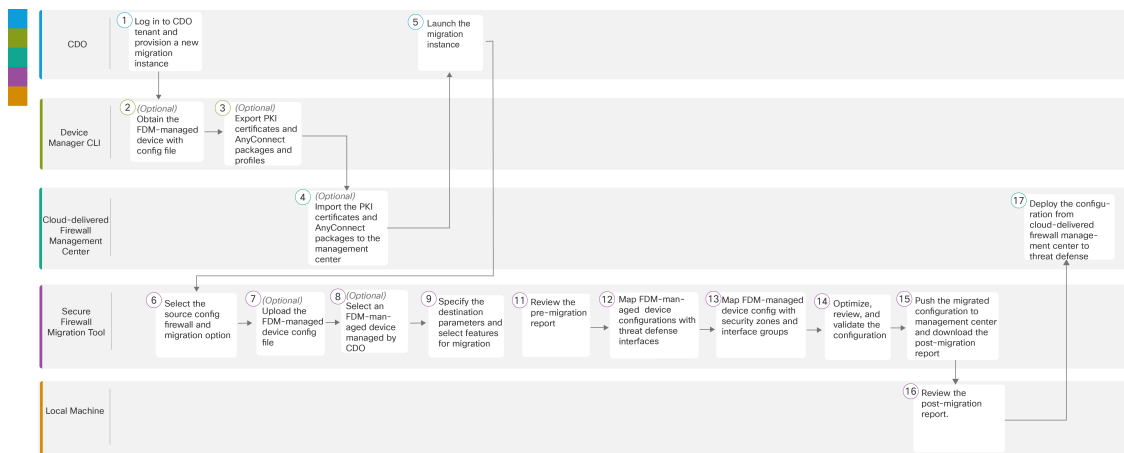 CDO
1
Log in to CDO
tenant and
provision a new
migration
instance
5
Launch the
migration
instance
Device
Manager CLI
2
(Optional)
Obtain the
FDM-managed
device with
config file
3
(Optional)
Export PKI
certificates and
AnyConnect
packages and
profiles
Cloud-delivered
Firewall
Management
Center
4
(Optional)
Import the PKI
certificates and
AnyConnect
packages to the
management
center
17
Deploy the configu-
ration from
cloud-delivered
firewall manage-
ment center to
threat defense
Secure
Firewall
Migration Tool
6
Select the
source config
firewall and
migration option
7
(Optional)
Upload the
FDM-managed
device config
file
8
(Optional)
Select an
FDM-man-
aged device
managed by
CDO
9
Specify the
destination
parameters and
select features
for migration
11
Review the
pre-migration
report
12
Map FDM-man-
aged device
configurations with
threat defense
interfaces
13
Map FDM-managed
device config with
security zones and
interface groups
14
Optimize,
review, and
validate the
configuration
15
Push the migrated
configuration to
management center
and download the
post-migration
report
Local Machine
16
Review the
post-migration
report.